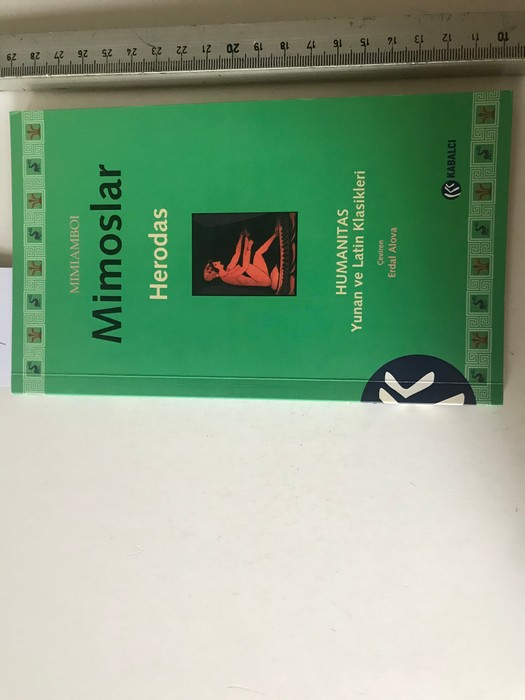 MIMIAMBOI
Mimoslar
Herodas
HUMANITAS
Yunan ve Latin Klasikleri
Çeviren
Erdal Alova
KABALCI
29 28 27 26 25 24 23 22 21 20 19 18 17 16 15 14 13 12 11 10